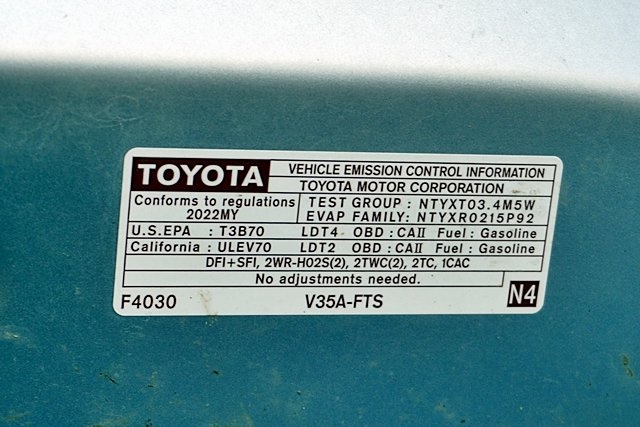 TOYOTA VEHICLE EMISSION CONTROL INFORMATION
TOYOTA MOTOR CORPORATION
Conforms to regulations TEST GROUP : NTYXT03.4M5W
2022MY EVAP FAMILY: NTYXR0215P92
U.S.EPA : T3B70 LDT4 OBD : CAII Fuel : Gasoline
California : ULEV70 LDT2 OBD : CAII Fuel : Gasoline
DFI+SFI, 2WR-HO2S(2), 2TWC(2), 2TC, 1CAC
No adjustments needed.
F4030 V35A-FTS N4